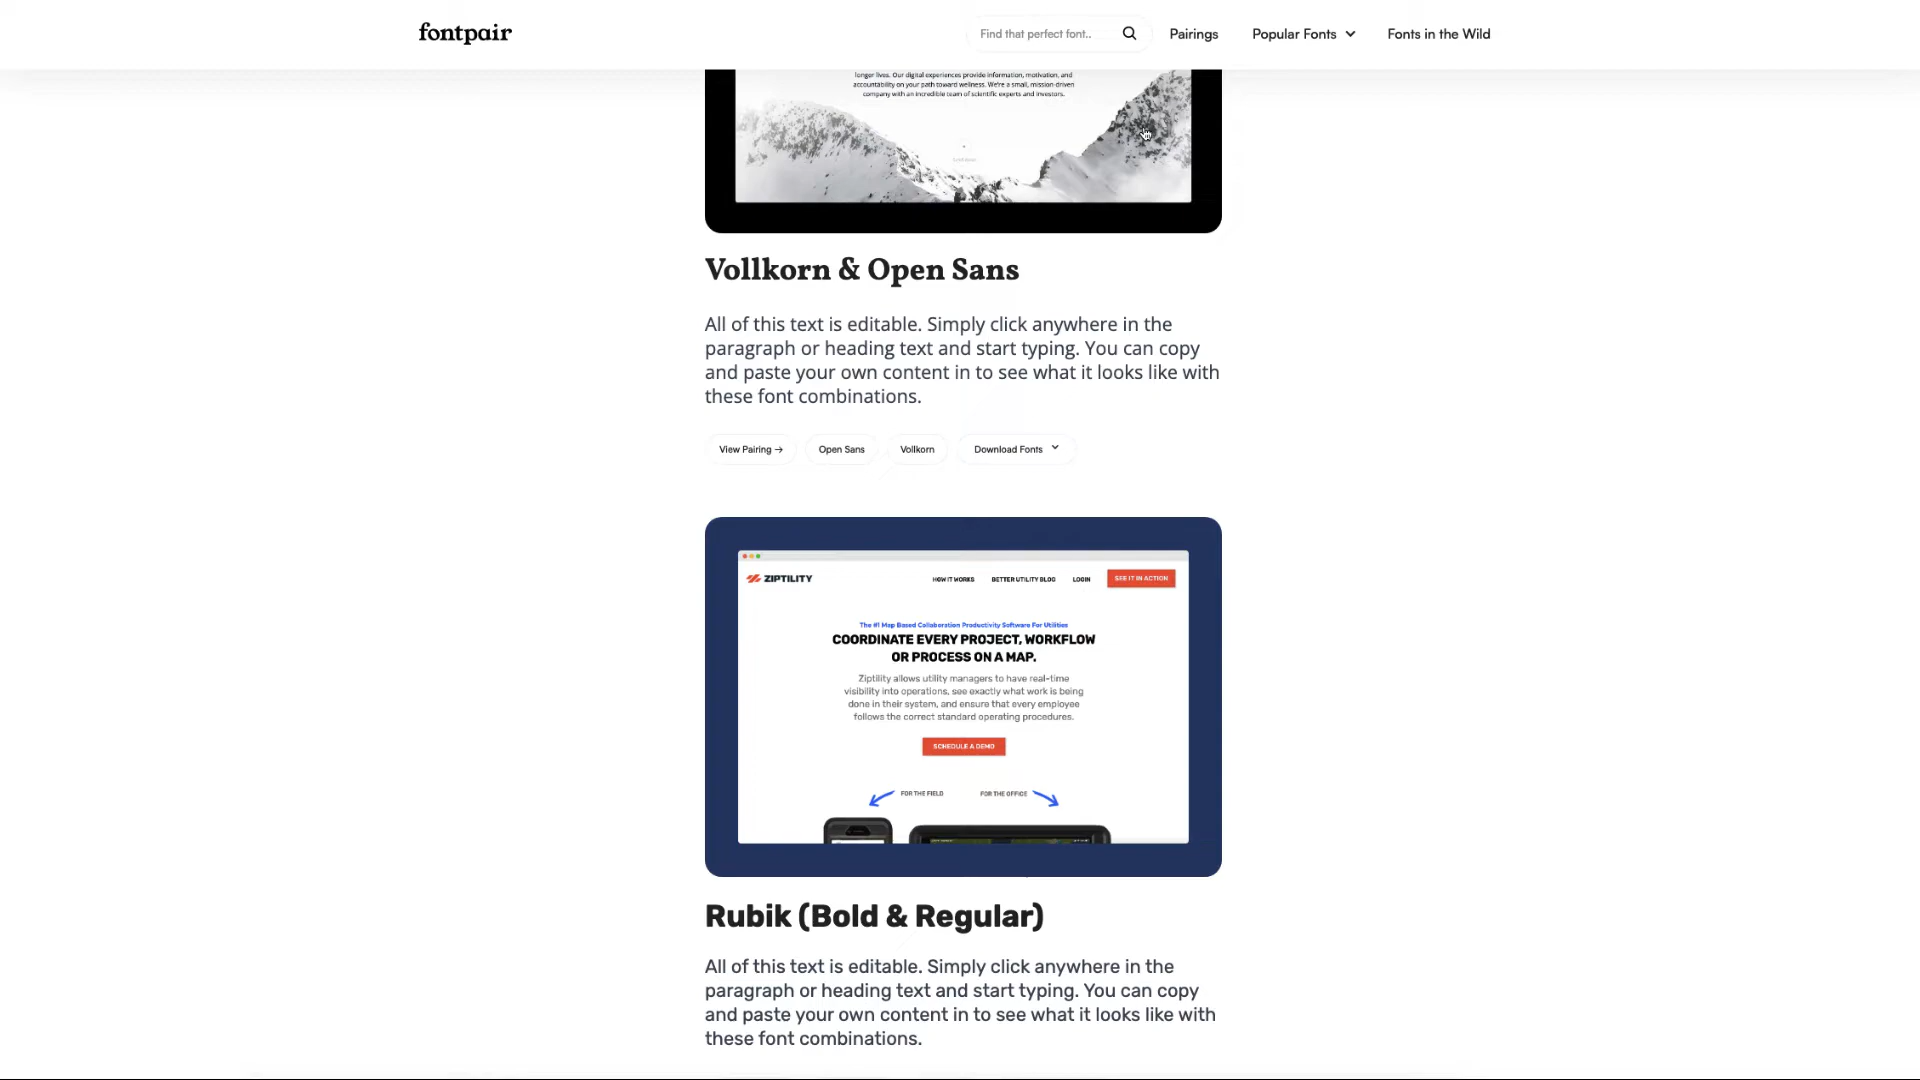 fontpair
Find that perfect font..
Pairings
Popular Fonts
Fonts in the Wild
longer lives. Our digital experiences provide information, motivation, and
accountability on your path toward wellness. We're a small, mission-driven
company with an incredible team of scientific experts and investors.
Vollkorn & Open Sans
All of this text is editable. Simply click anywhere in the
paragraph or heading text and start typing. You can copy
and paste your own content in to see what it looks like with
these font combinations.
View Pairing →
Open Sans
Vollkorn
Download Fonts
ZIPTILITY
HOW IT WORKS
BETTER UTILITY BLOG
LOGIN
SEE IT IN ACTION
The #1 Map Based Collaboration Productivity Software For Utilities
COORDINATE EVERY PROJECT, WORKFLOW
OR PROCESS ON A MAP.
Ziptility allows utility managers to have real-time
visibility into operations, see exactly what work is being
done in their system, and ensure that every employee
follows the correct standard operating procedures.
SCHEDULE A DEMO
FOR THE FIELD
FOR THE OFFICE
Rubik (Bold & Regular)
All of this text is editable. Simply click anywhere in the
paragraph or heading text and start typing. You can copy
and paste your own content in to see what it looks like with
these font combinations.